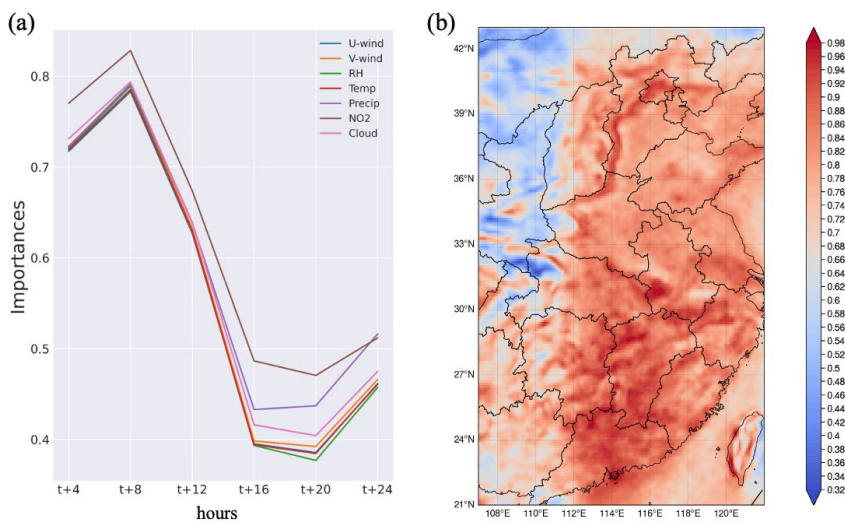 (a)
Importances
0.8
0.7
0.6
0.5
0.4
U-wind
V-wind
RH
Temp
Precip
NO2
Cloud
t+4 t+8 t+12 t+16 t+20 t+24
hours
(b)
42°N
39°N
36°N
33°N
30°N
27°N
24°N
21°N
108°E 110°E 112°E 114°E 116°E 118°E 120°E
0.98
0.96
0.94
0.92
0.9
0.88
0.86
0.84
0.82
0.8
0.78
0.76
0.74
0.72
0.7
0.68
0.66
0.64
0.62
0.6
0.58
0.56
0.54
0.52
0.5
0.48
0.46
0.44
0.42
0.4
0.38
0.36
0.34
0.32